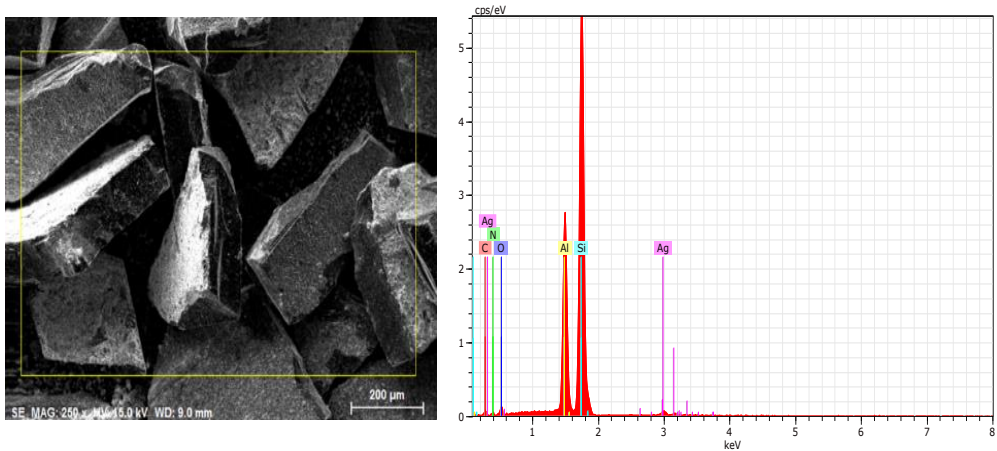 SE MAG: 250 x HV: 15.0 kV WD: 9.0 mm
200 µm
cps/eV
5
4
3
2
1
0
Ag
N
C O Al Si Ag
1 2 3 4 5 6 7 8
keV